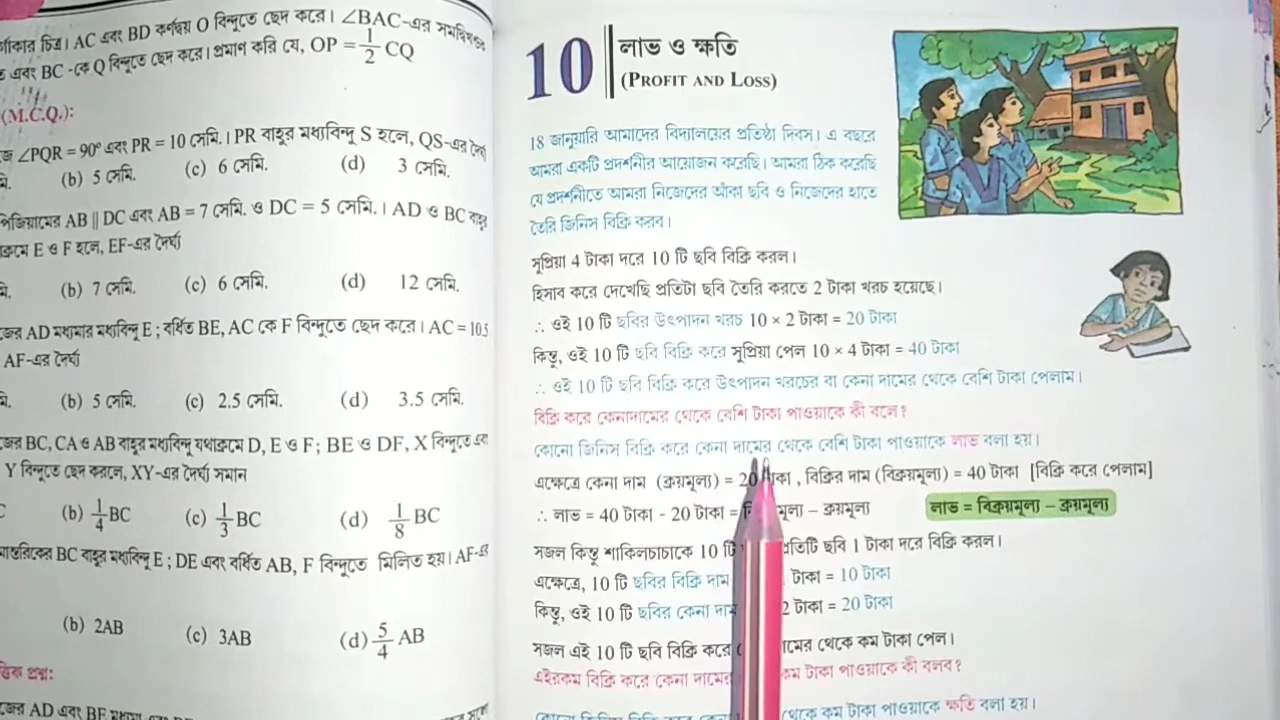 র্গাকার চিত্র। AC এবং BD কর্ণদ্বয় O বিন্দুতে ছেদ করে। ∠BAC-এর সমদ্বিখণ্ডক
এবং BC -কে Q বিন্দুতে ছেদ করে। প্রমাণ করি যে, OP = 1/2 CQ
(M.C.Q.):
∠PQR = 90° এবং PR = 10 সেমি.। PR বাহুর মধ্যবিন্দু S হলে, QS-এর দৈর্ঘ্য
(b) 5 সেমি. (c) 6 সেমি. (d) 3 সেমি.
পিজিয়ামের AB || DC এবং AB = 7 সেমি. ও DC = 5 সেমি.। AD ও BC বাহুর
ক্রমে E ও F হলে, EF-এর দৈর্ঘ্য
(b) 7 সেমি. (c) 6 সেমি. (d) 12 সেমি.
জের AD মধ্যমার মধ্যবিন্দু E ; বর্ধিত BE, AC কে F বিন্দুতে ছেদ করে। AC = 10.5
AF-এর দৈর্ঘ্য
(b) 5 সেমি. (c) 2.5 সেমি. (d) 3.5 সেমি.
জের BC, CA ও AB বাহুর মধ্যবিন্দু যথাক্রমে D, E ও F ; BE ও DF, X বিন্দুতে এবং
Y বিন্দুতে ছেদ করলে, XY-এর দৈর্ঘ্য সমান
(b) 1/4 BC (c) 1/3 BC (d) 1/8 BC
মান্তরিকের BC বাহুর মধ্যবিন্দু E ; DE এবং বর্ধিত AB, F বিন্দুতে মিলিত হয়। AF-এর
(b) 2AB (c) 3AB (d) 5/4 AB
ত্তিক প্রশ্ন:
10 লাভ ও ক্ষতি
(PROFIT AND LOSS)
18 জানুয়ারি আমাদের বিদ্যালয়ের প্রতিষ্ঠা দিবস। এ বছরে
আমরা একটি প্রদর্শনীর আয়োজন করেছি। আমরা ঠিক করেছি
যে প্রদর্শনীতে আমরা নিজেদের আঁকা ছবি ও নিজেদের হাতে
তৈরি জিনিস বিক্রি করব।
সুপ্রিয়া 4 টাকা দরে 10 টি ছবি বিক্রি করল।
হিসাব করে দেখেছি প্রতিটা ছবি তৈরি করতে 2 টাকা খরচ হয়েছে।
∴ ওই 10 টি ছবির উৎপাদন খরচ 10 × 2 টাকা = 20 টাকা
কিন্তু, ওই 10 টি ছবি বিক্রি করে সুপ্রিয়া পেল 10 × 4 টাকা = 40 টাকা
∴ ওই 10 টি ছবি বিক্রি করে উৎপাদন খরচের বা কেনা দামের থেকে বেশি টাকা পেলাম।
বিক্রি করে কেনাদামের থেকে বেশি টাকা পাওয়াকে কী বলে?
কোনো জিনিস বিক্রি করে কেনা দামের থেকে বেশি টাকা পাওয়াকে লাভ বলা হয়।
এক্ষেত্রে কেনা দাম (ক্রয়মূল্য) = 20 টাকা , বিক্রির দাম (বিক্রয়মূল্য) = 40 টাকা [বিক্রি করে পেলাম]
∴ লাভ = 40 টাকা - 20 টাকা = মূল্য – ক্রয়মূল্য লাভ = বিক্রয়মূল্য – ক্রয়মূল্য
সজল কিন্তু শাকিলচাচাকে 10 টি প্রতিটি ছবি 1 টাকা দরে বিক্রি করল।
এক্ষেত্রে, 10 টি ছবির বিক্রি দাম টাকা = 10 টাকা
কিন্তু, ওই 10 টি ছবির কেনা দাম 2 টাকা = 20 টাকা
সজল এই 10 টি ছবি বিক্রি করে দামের থেকে কম টাকা পেল।
এইরকম বিক্রি করে কেনা দামের কম টাকা পাওয়াকে কী বলব?
কোনো জিনিস বিক্রি করে থেকে কম টাকা পাওয়াকে ক্ষতি বলা হয়।